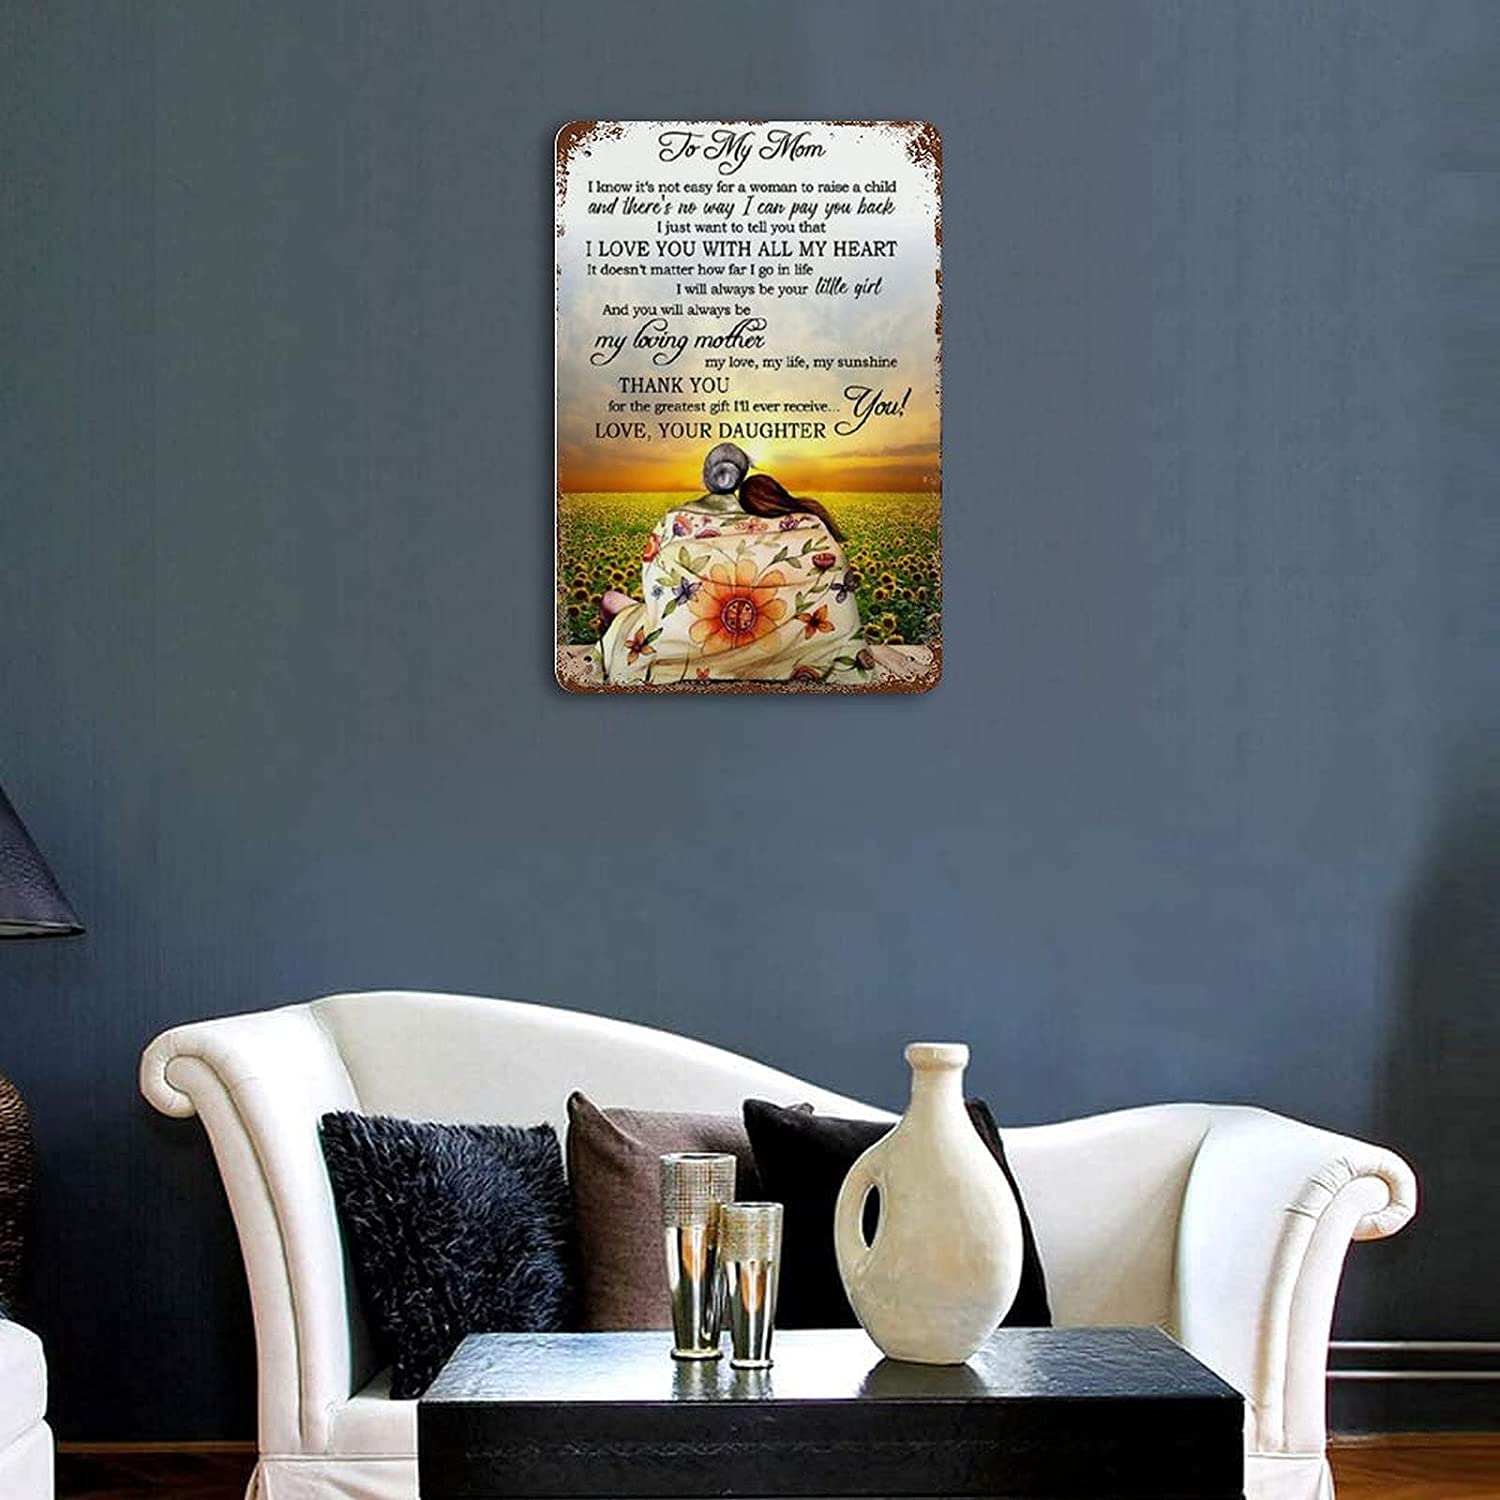 To My Mom
I know it's not easy for a woman to raise a child
and there's no way I can pay you back
I just want to tell you that
I LOVE YOU WITH ALL MY HEART
It doesn't matter how far I go in life
I will always be your little girl
And you will always be
my loving mother
my love, my life, my sunshine
THANK YOU
for the greatest gift I'll ever receive... You!
LOVE, YOUR DAUGHTER